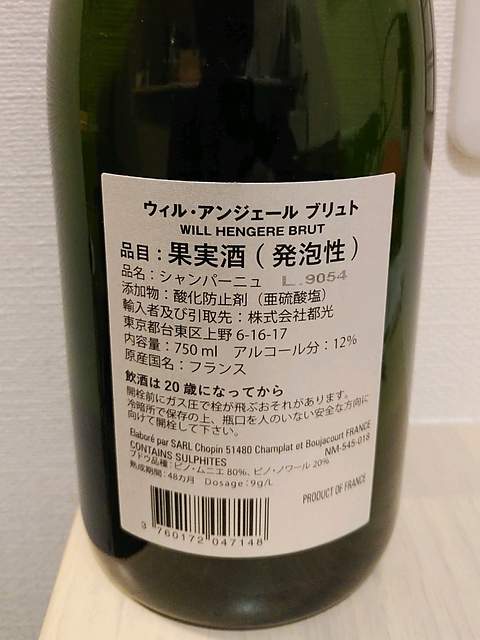 ウィル・アンジェール ブリュト
WILL HENGERE BRUT
品目：果実酒（発泡性）
品名：シャンパーニュ L.9054
添加物：酸化防止剤（亜硫酸塩）
輸入者及び引取先：株式会社都光
東京都台東区上野 6-16-17
内容量：750 ml アルコール分：12%
原産国名：フランス
飲酒は 20 歳になってから
開栓前にガス圧で栓が飛ぶおそれがあります。
冷暗所で保存の上、瓶口を人のいない安全な方向に
向けて開栓して下さい。
Elaboré par SARL Chopin 51480 Champlat et Boujacourt FRANCE
CONTAINS SULPHITES NM-545-018
ブドウ品種：ピノ・ムニエ 80%、ピノ・ノワール 20%
熟成期間：48カ月 Dosage：9g/L
PRODUCT OF FRANCE
3 760172 047148